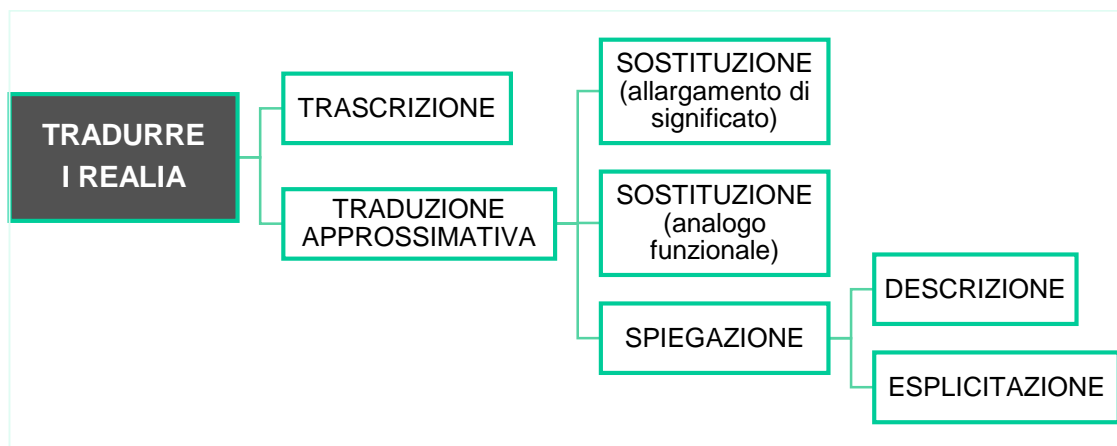 TRADURRE
I REALIA
TRASCRIZIONE
TRADUZIONE
APPROSSIMATIVA
SOSTITUZIONE
(allargamento di
significato)
SOSTITUZIONE
(analogo
funzionale)
SPIEGAZIONE
DESCRIZIONE
ESPLICITAZIONE